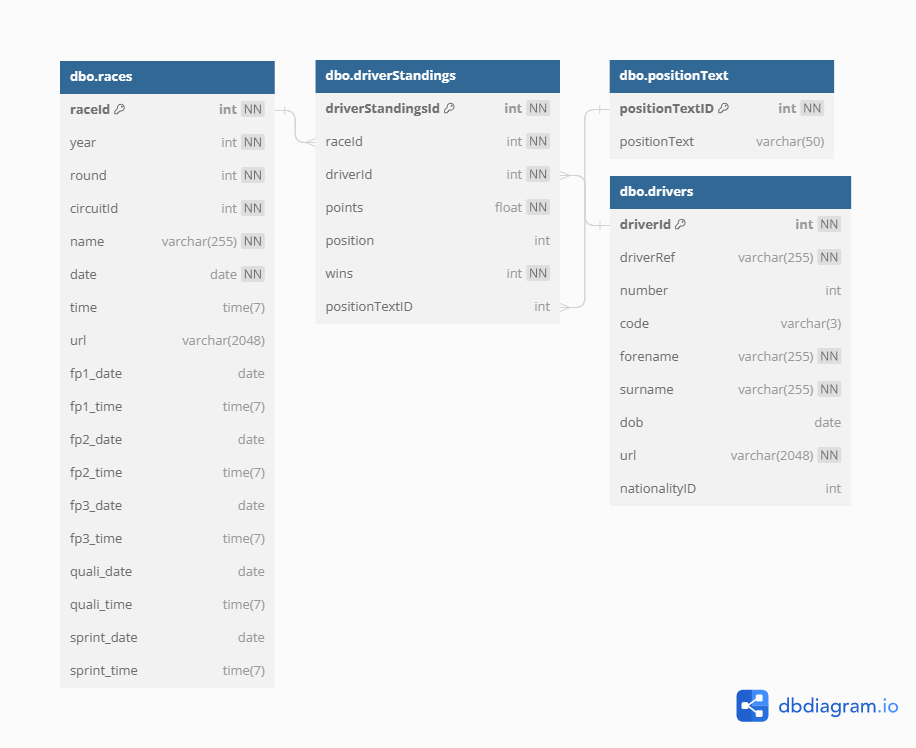 dbo.races
raceId int NN
year int NN
round int NN
circuitId int NN
name varchar(255) NN
date date NN
time time(7)
url varchar(2048)
fp1_date date
fp1_time time(7)
fp2_date date
fp2_time time(7)
fp3_date date
fp3_time time(7)
quali_date date
quali_time time(7)
sprint_date date
sprint_time time(7)
dbo.driverStandings
driverStandingsId int NN
raceId int NN
driverId int NN
points float NN
position int
wins int NN
positionTextID int
dbo.positionText
positionTextID int NN
positionText varchar(50)
dbo.drivers
driverId int NN
driverRef varchar(255) NN
number int
code varchar(3)
forename varchar(255) NN
surname varchar(255) NN
dob date
url varchar(2048) NN
nationalityID int
dbdiagram.io